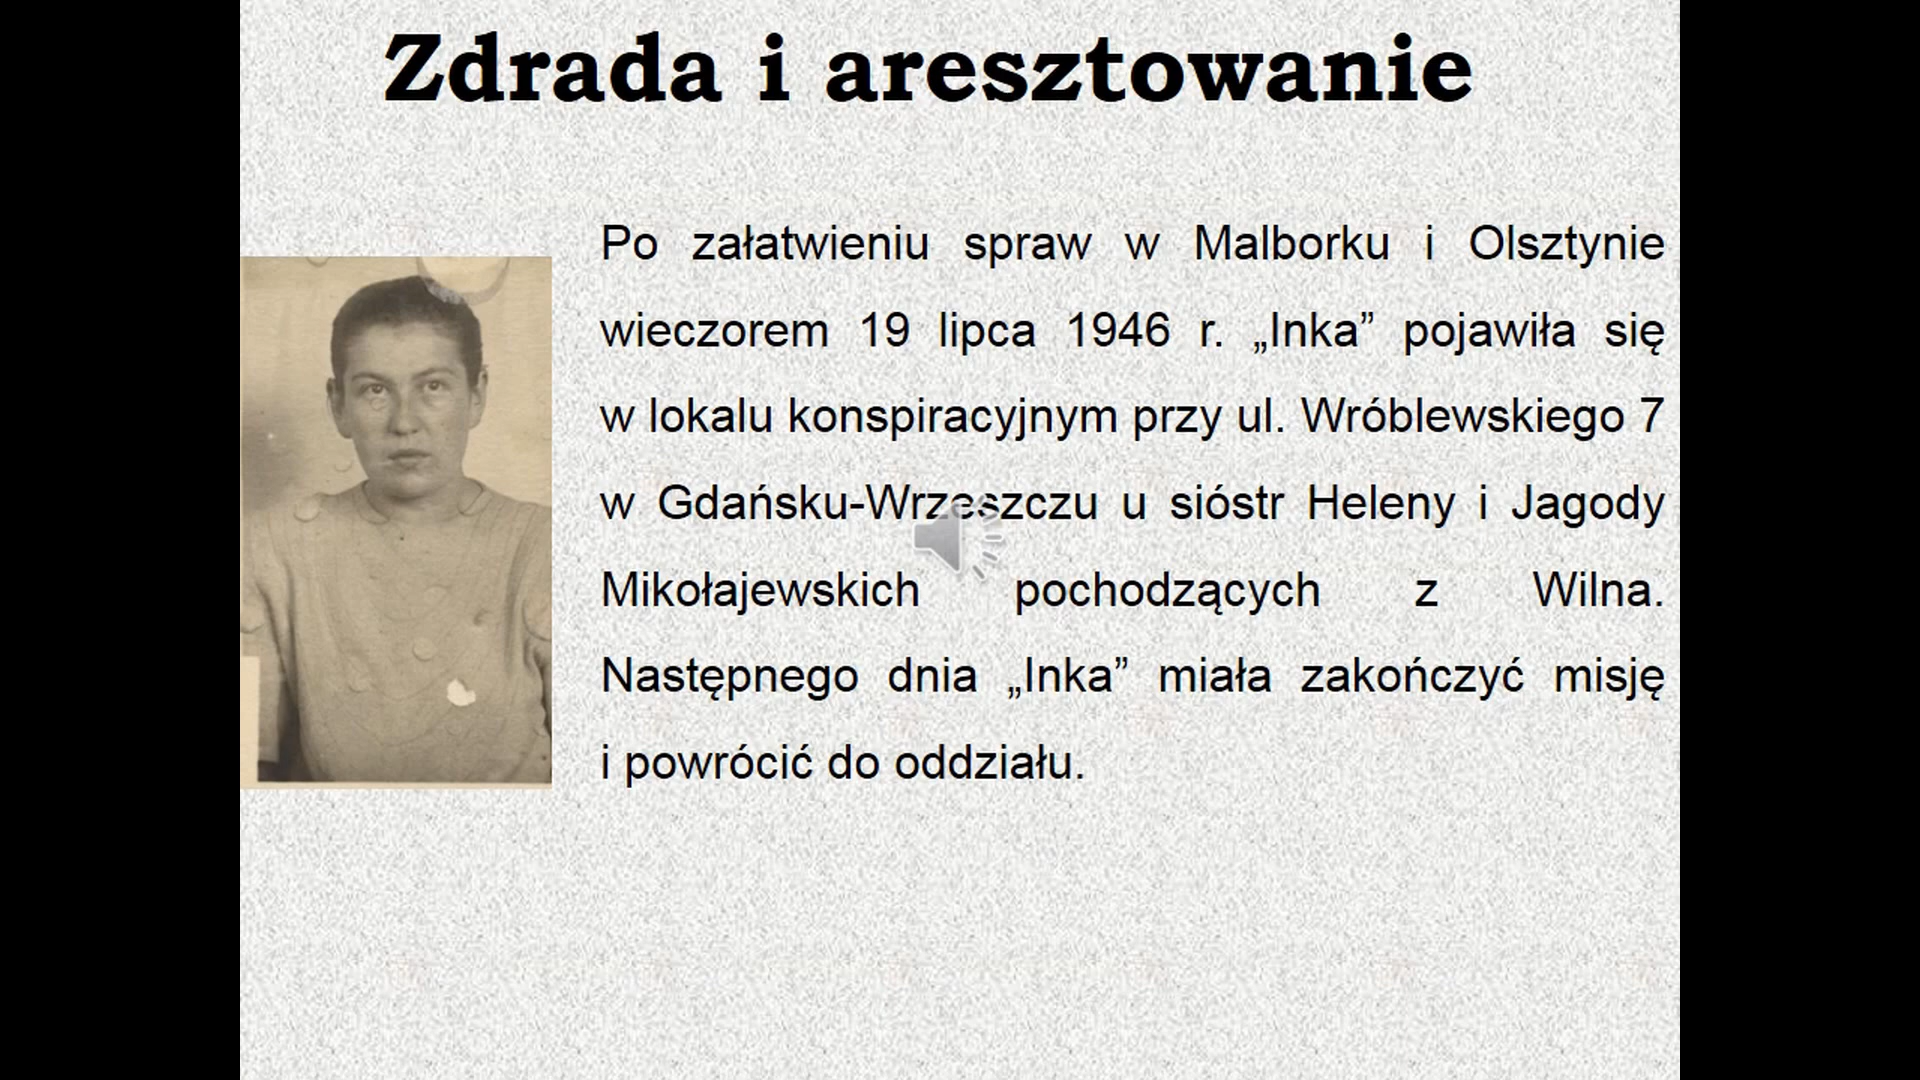 Zdrada i aresztowanie
Po załatwieniu spraw w Malborku i Olsztynie
wieczorem 19 lipca 1946 r. „Inka” pojawiła się
w lokalu konspiracyjnym przy ul. Wróblewskiego 7
w Gdańsku-Wrzeszczu u sióstr Heleny i Jagody
Mikołajewskich pochodzących z Wilna.
Następnego dnia „Inka” miała zakończyć misję
i powrócić do oddziału.